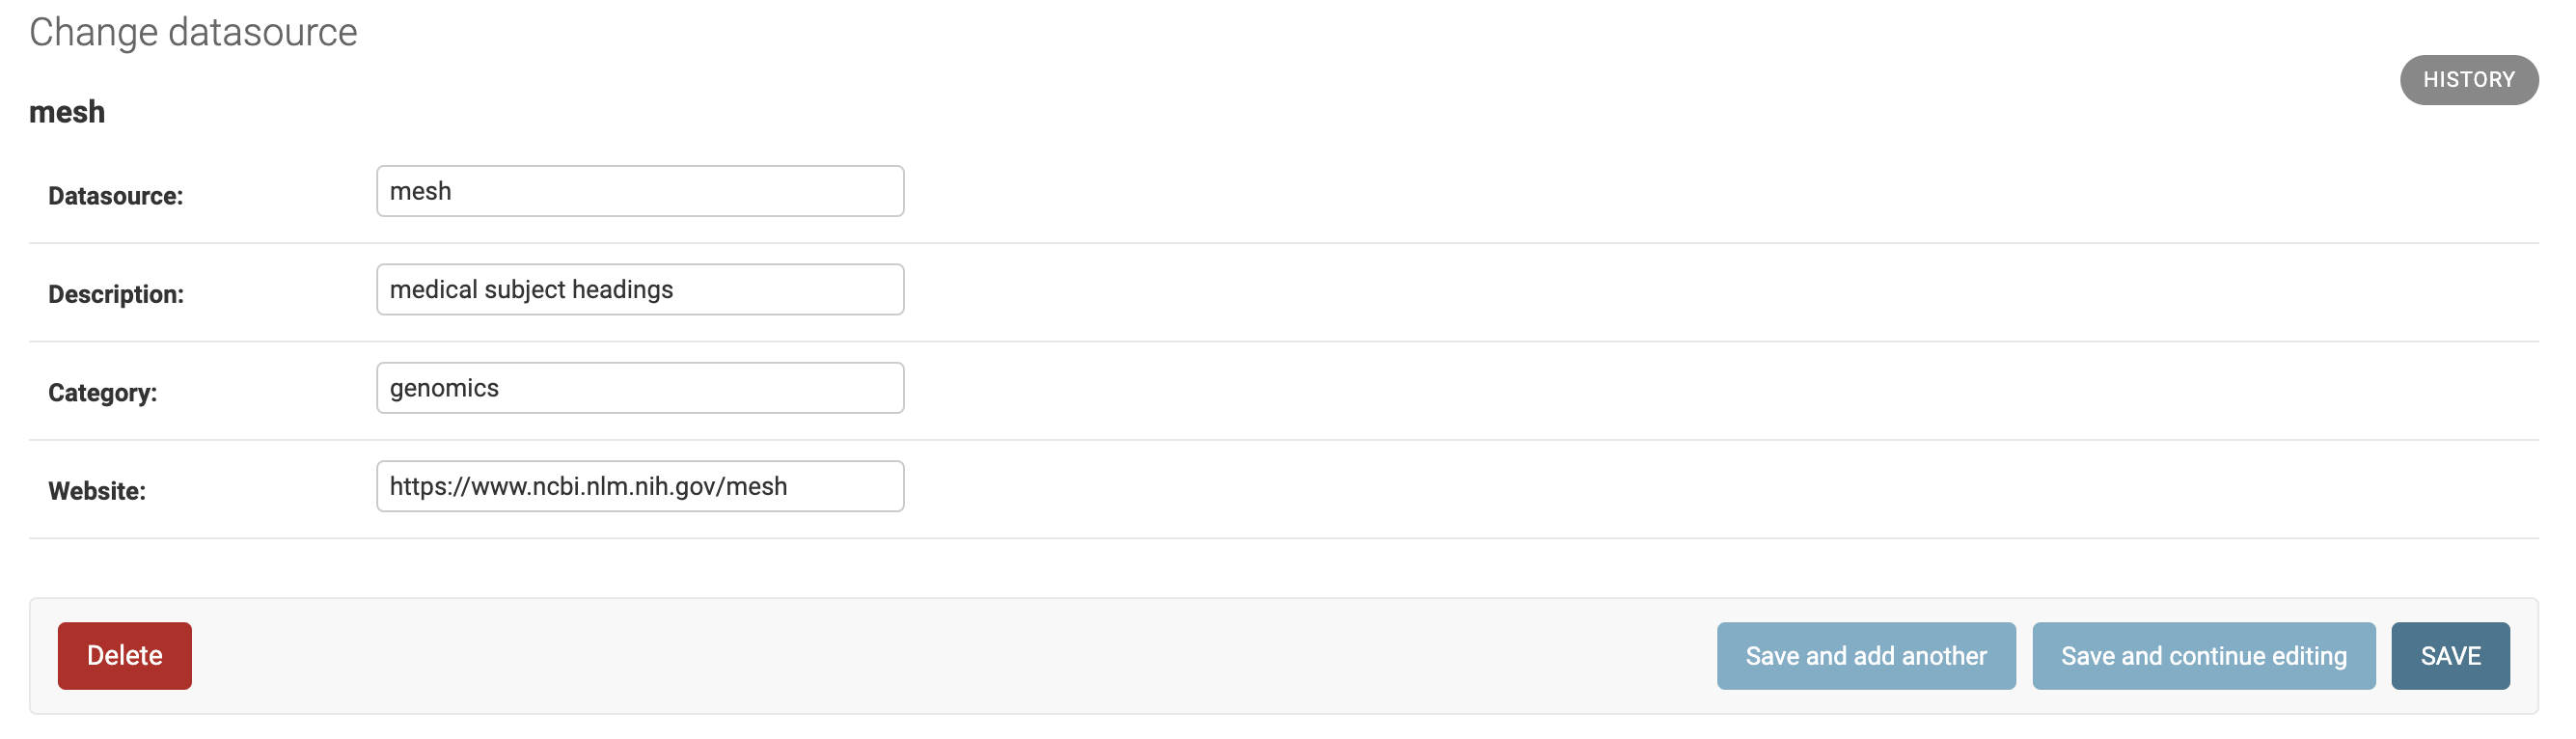 Change datasource
HISTORY
mesh
Datasource: mesh
Description: medical subject headings
Category: genomics
Website: https://www.ncbi.nlm.nih.gov/mesh
Delete Save and add another Save and continue editing SAVE